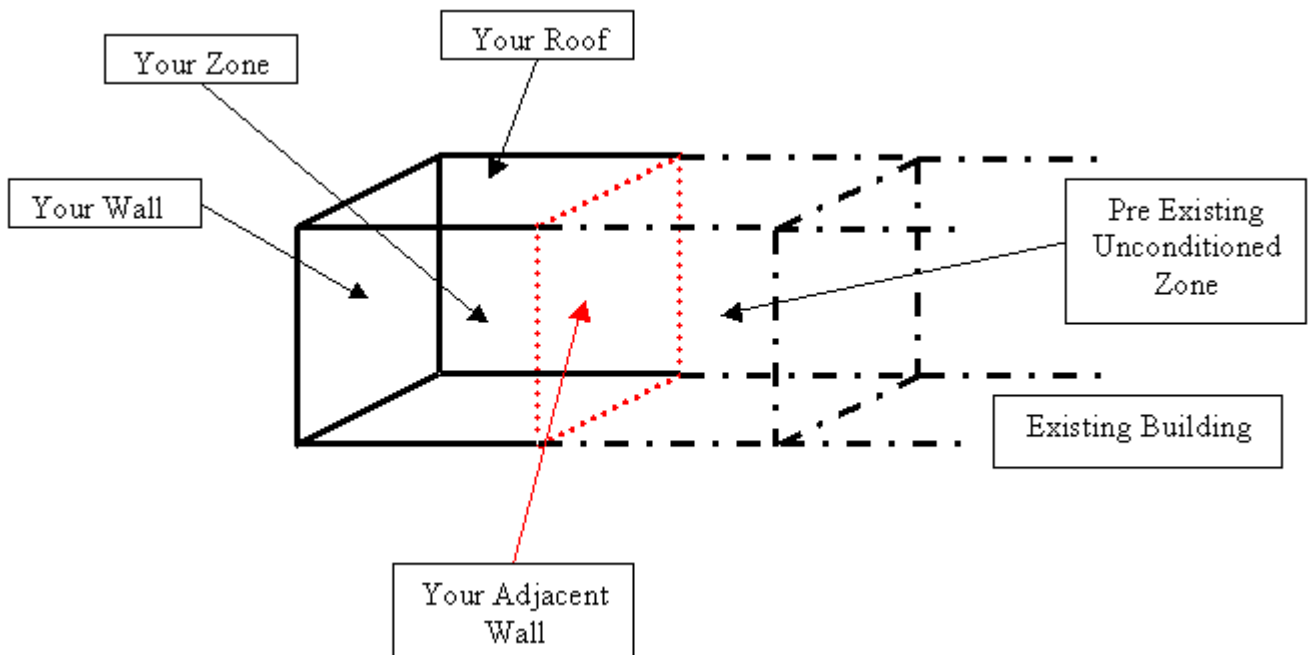 Your Roof
Your Zone
Your Wall
Pre Existing
Unconditioned
Zone
Existing Building
Your Adjacent
Wall